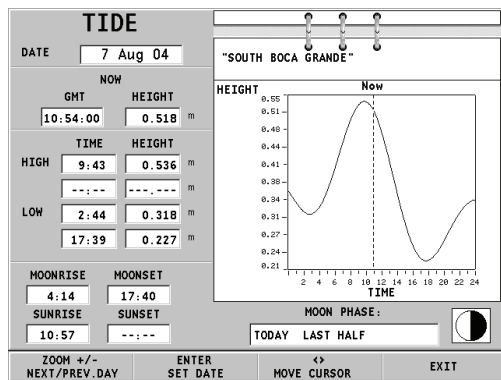 TIDE
DATE 7 Aug 04
NOW
GMT HEIGHT
10:54:00 0.518 m
TIME HEIGHT
HIGH 9:43 0.536 m
--:-- ---.--- m
LOW 2:44 0.318 m
17:39 0.227 m
MOONRISE MOONSET
4:14 17:40
SUNRISE SUNSET
10:57 --:--
"SOUTH BOCA GRANDE"
HEIGHT Now
0.55
0.51
0.48
0.44
0.41
0.38
0.34
0.31
0.27
0.24
0.21
2 4 6 8 10 12 14 16 18 20 22 24
TIME
MOON PHASE:
TODAY LAST HALF
ZOOM +/- ENTER <> EXIT
NEXT/PREV.DAY SET DATE MOVE CURSOR